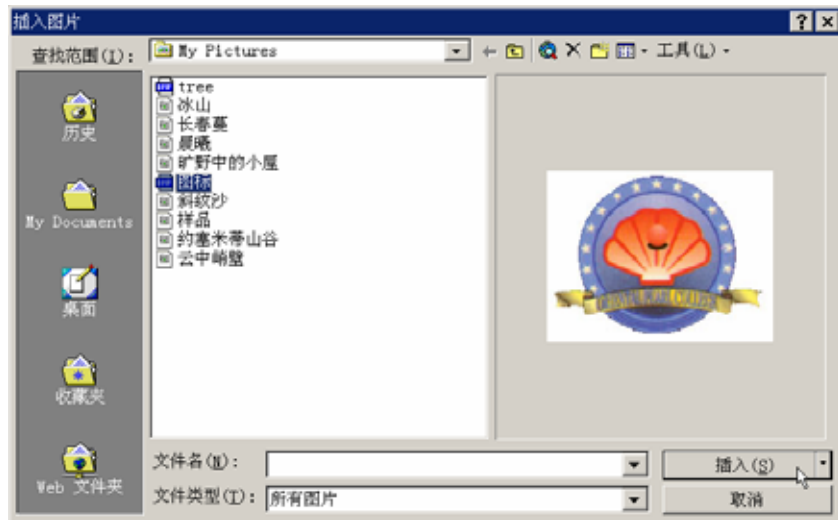 插入图片
查找范围(I): My Pictures 工具(L)
历史
My Documents
桌面
收藏夹
Web 文件夹
tree
冰山
长春蔓
晨曦
旷野中的小屋
图标
斜纹沙
样品
约塞米蒂山谷
云中峭壁
文件名(N): 插入(S)
文件类型(T): 所有图片 取消